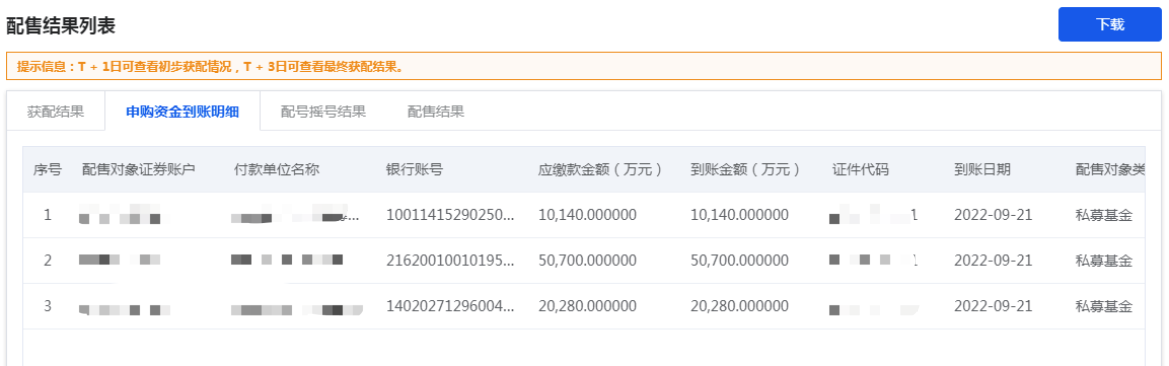 配售结果列表
下载
提示信息：T + 1日可查看初步获配情况，T + 3日可查看最终获配结果。
获配结果 申购资金到账明细 配号摇号结果 配售结果
序号 配售对象证券账户 付款单位名称 银行账号 应缴款金额（万元） 到账金额（万元） 证件代码 到账日期 配售对象类
1 ... 10011415290250... 10,140.000000 10,140.000000 2022-09-21 私募基金
2 21620010010195... 50,700.000000 50,700.000000 2022-09-21 私募基金
3 14020271296004... 20,280.000000 20,280.000000 2022-09-21 私募基金